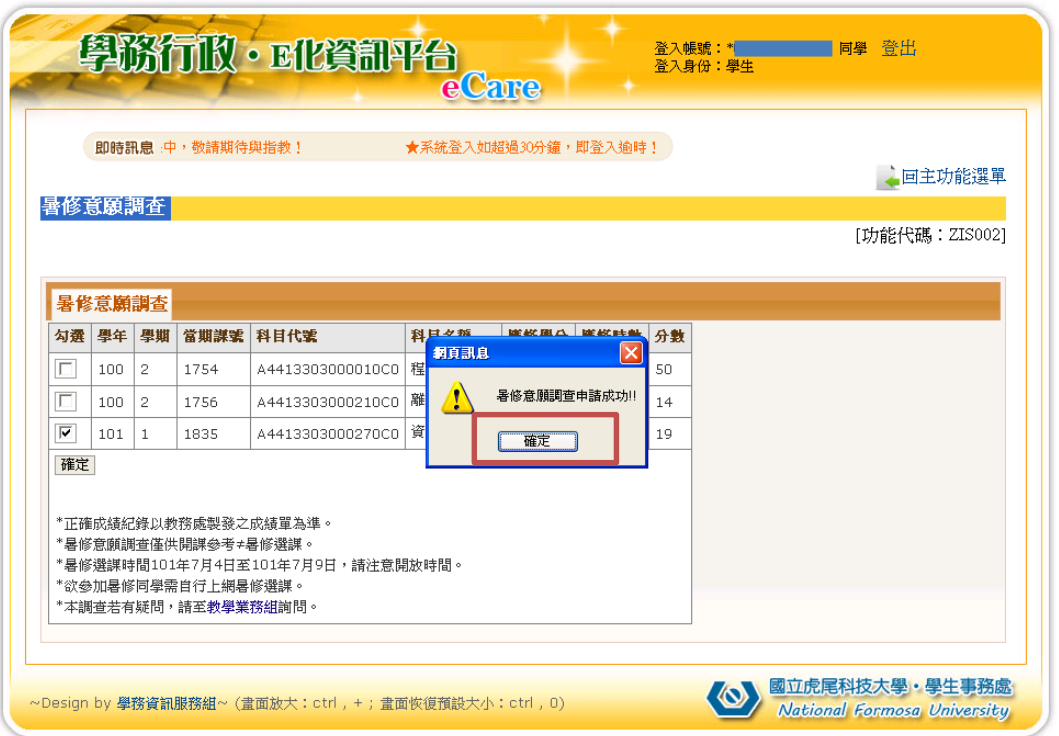 學務行政・E化資訊平台
eCare
登入帳號：* 同學 登出
登入身份：學生
即時訊息 :中，敬請期待與指教！ ★系統登入如超過30分鐘，即登入逾時！
回主功能選單
暑修意願調查
[功能代碼：ZIS002]
暑修意願調查
勾選 學年 學期 當期課號 科目代號 科目名稱 應修學分 應修時數 分數
100 2 1754 A4413303000010C0 程 50
100 2 1756 A4413303000210C0 離 14
101 1 1835 A4413303000270C0 資 19
網頁訊息
暑修意願調查申請成功!!
確定
確定
*正確成績紀錄以教務處製發之成績單為準。
*暑修意願調查僅供開課參考≠暑修選課。
*暑修選課時間101年7月4日至101年7月9日，請注意開放時間。
*欲參加暑修同學需自行上網暑修選課。
*本調查若有疑問，請至教學業務組詢問。
~Design by 學務資訊服務組~ (畫面放大：ctrl , + ; 畫面恢復預設大小：ctrl , 0)
國立虎尾科技大學・學生事務處
National Formosa University